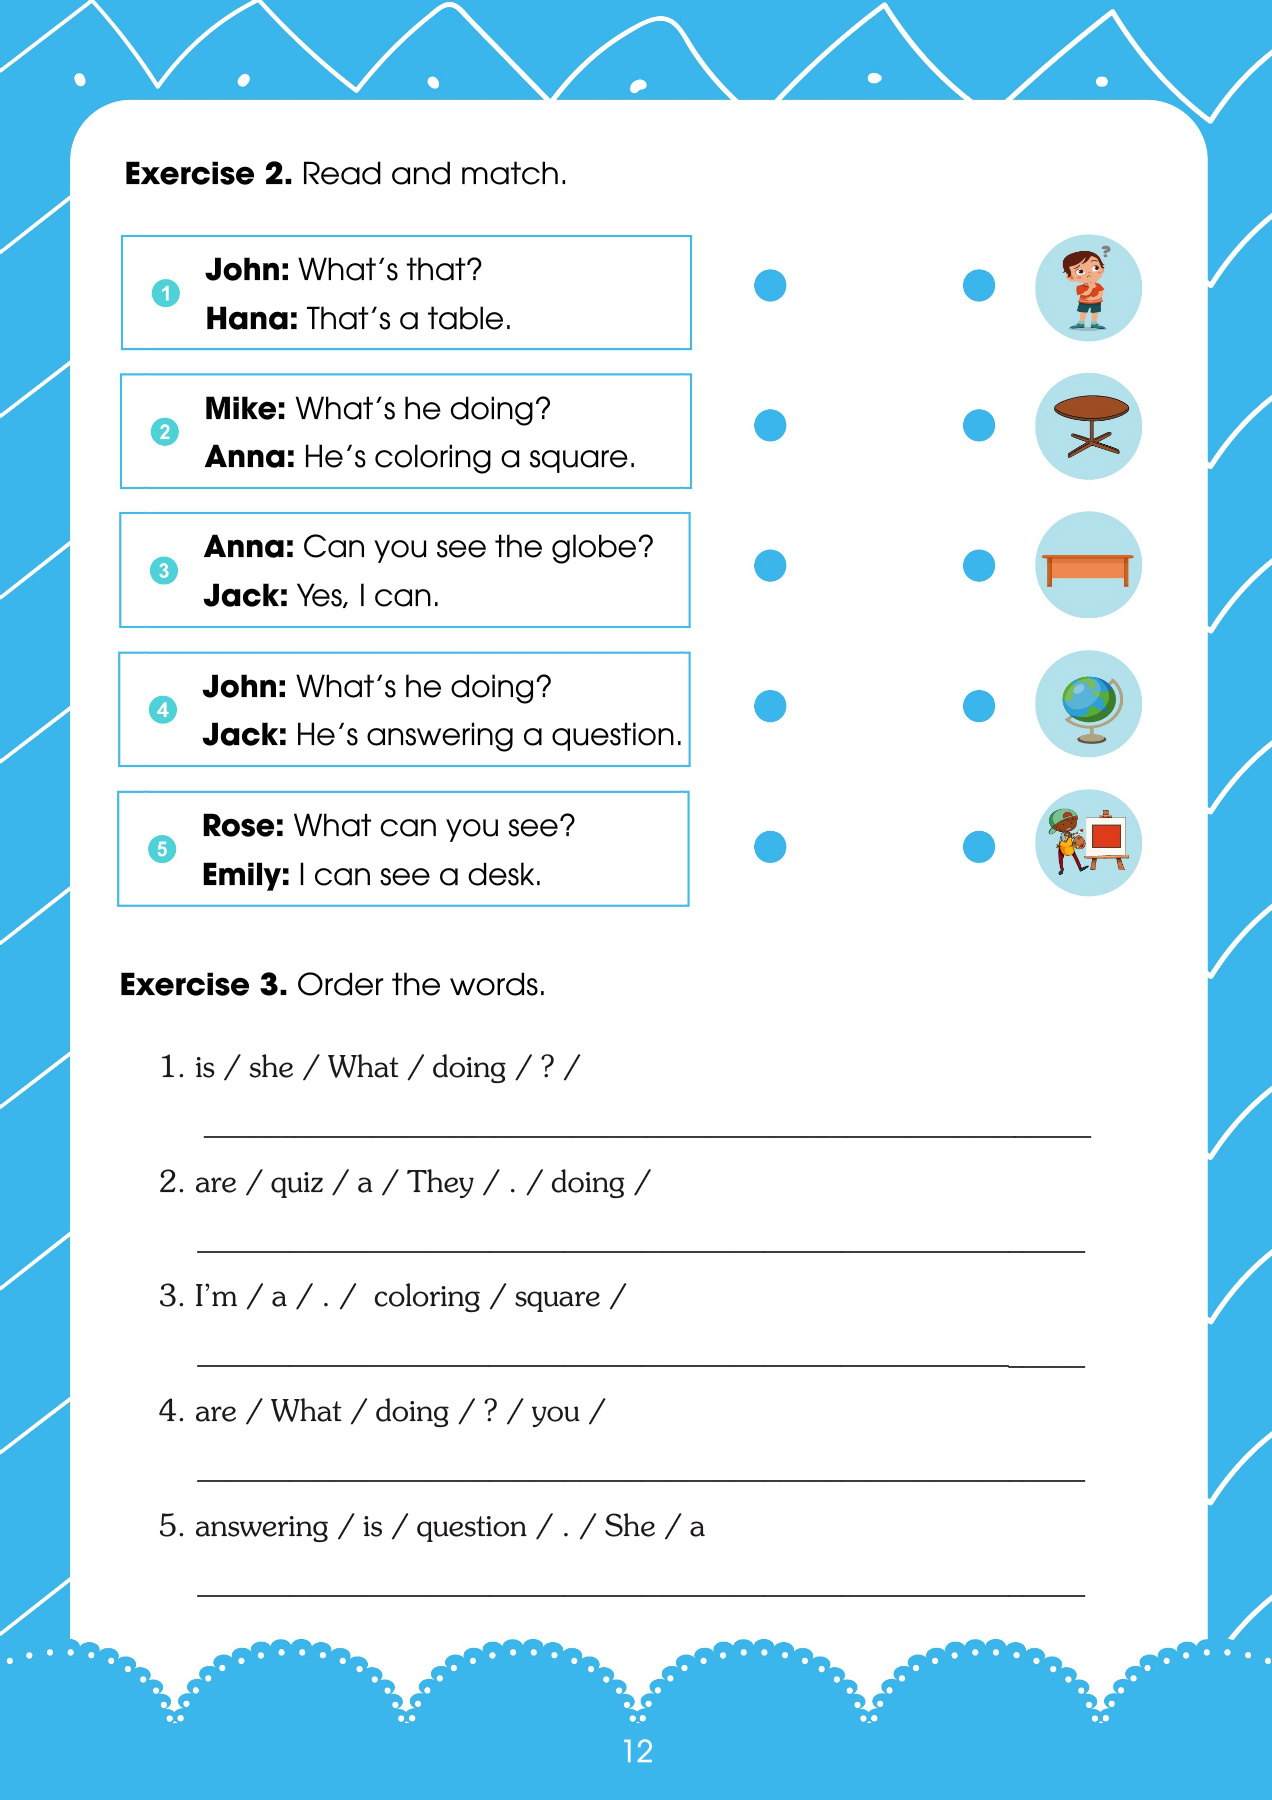 Exercise 2. Read and match.
1
John: What's that?
Hana: That's a table.
2
Mike: What's he doing?
Anna: He's coloring a square.
3
Anna: Can you see the globe?
Jack: Yes, I can.
4
John: What's he doing?
Jack: He's answering a question.
5
Rose: What can you see?
Emily: I can see a desk.
?
Exercise 3. Order the words.
1. is / she / What / doing / ? /
2. are / quiz / a / They / . / doing /
3. I'm / a / . / coloring / square /
4. are / What / doing / ? / you /
5. answering / is / question / . / She / a
12